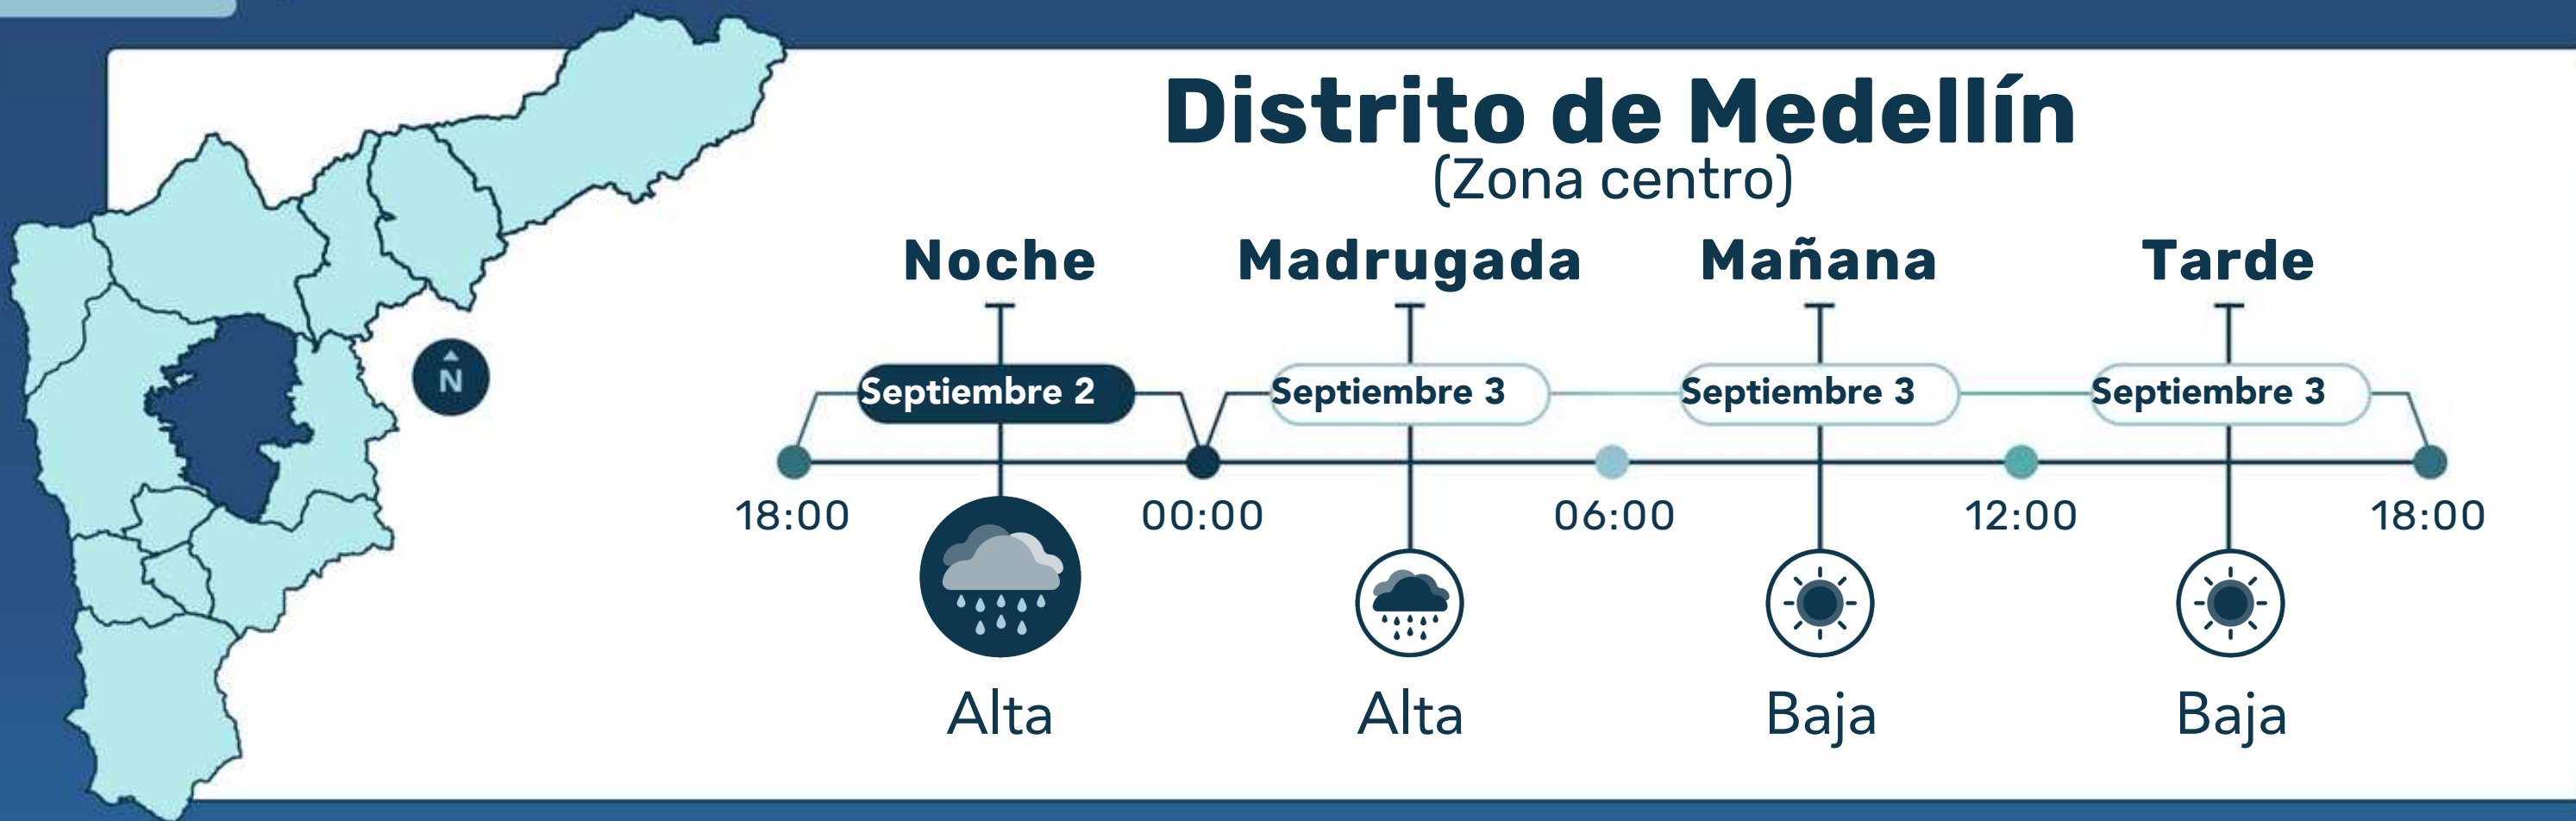 Distrito de Medellín
(Zona centro)
Noche Madrugada Mañana Tarde
N
Septiembre 2 Septiembre 3 Septiembre 3 Septiembre 3
18:00 00:00 06:00 12:00 18:00
Alta Alta Baja Baja